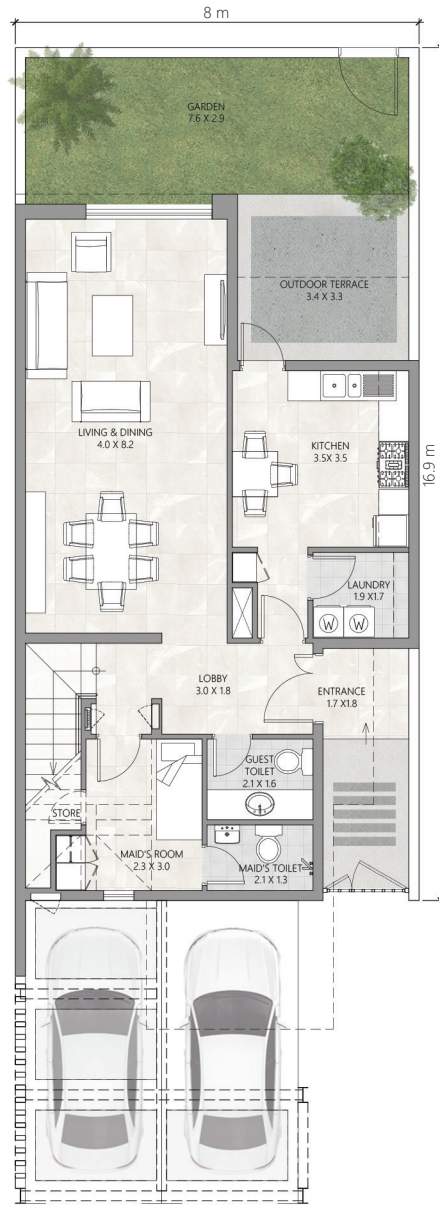 8 m
GARDEN
7.6 X 2.9
OUTDOOR TERRACE
3.4 X 3.3
LIVING & DINING
4.0 X 8.2
KITCHEN
3.5X 3.5
16.9 m
LAUNDRY
1.9 X1.7
W W
LOBBY
3.0 X 1.8
ENTRANCE
1.7 X1.8
GUEST
TOILET
2.1 X 1.6
STORE
MAID'S ROOM
2.3 X 3.0
MAID'S TOILET
2.1 X 1.3